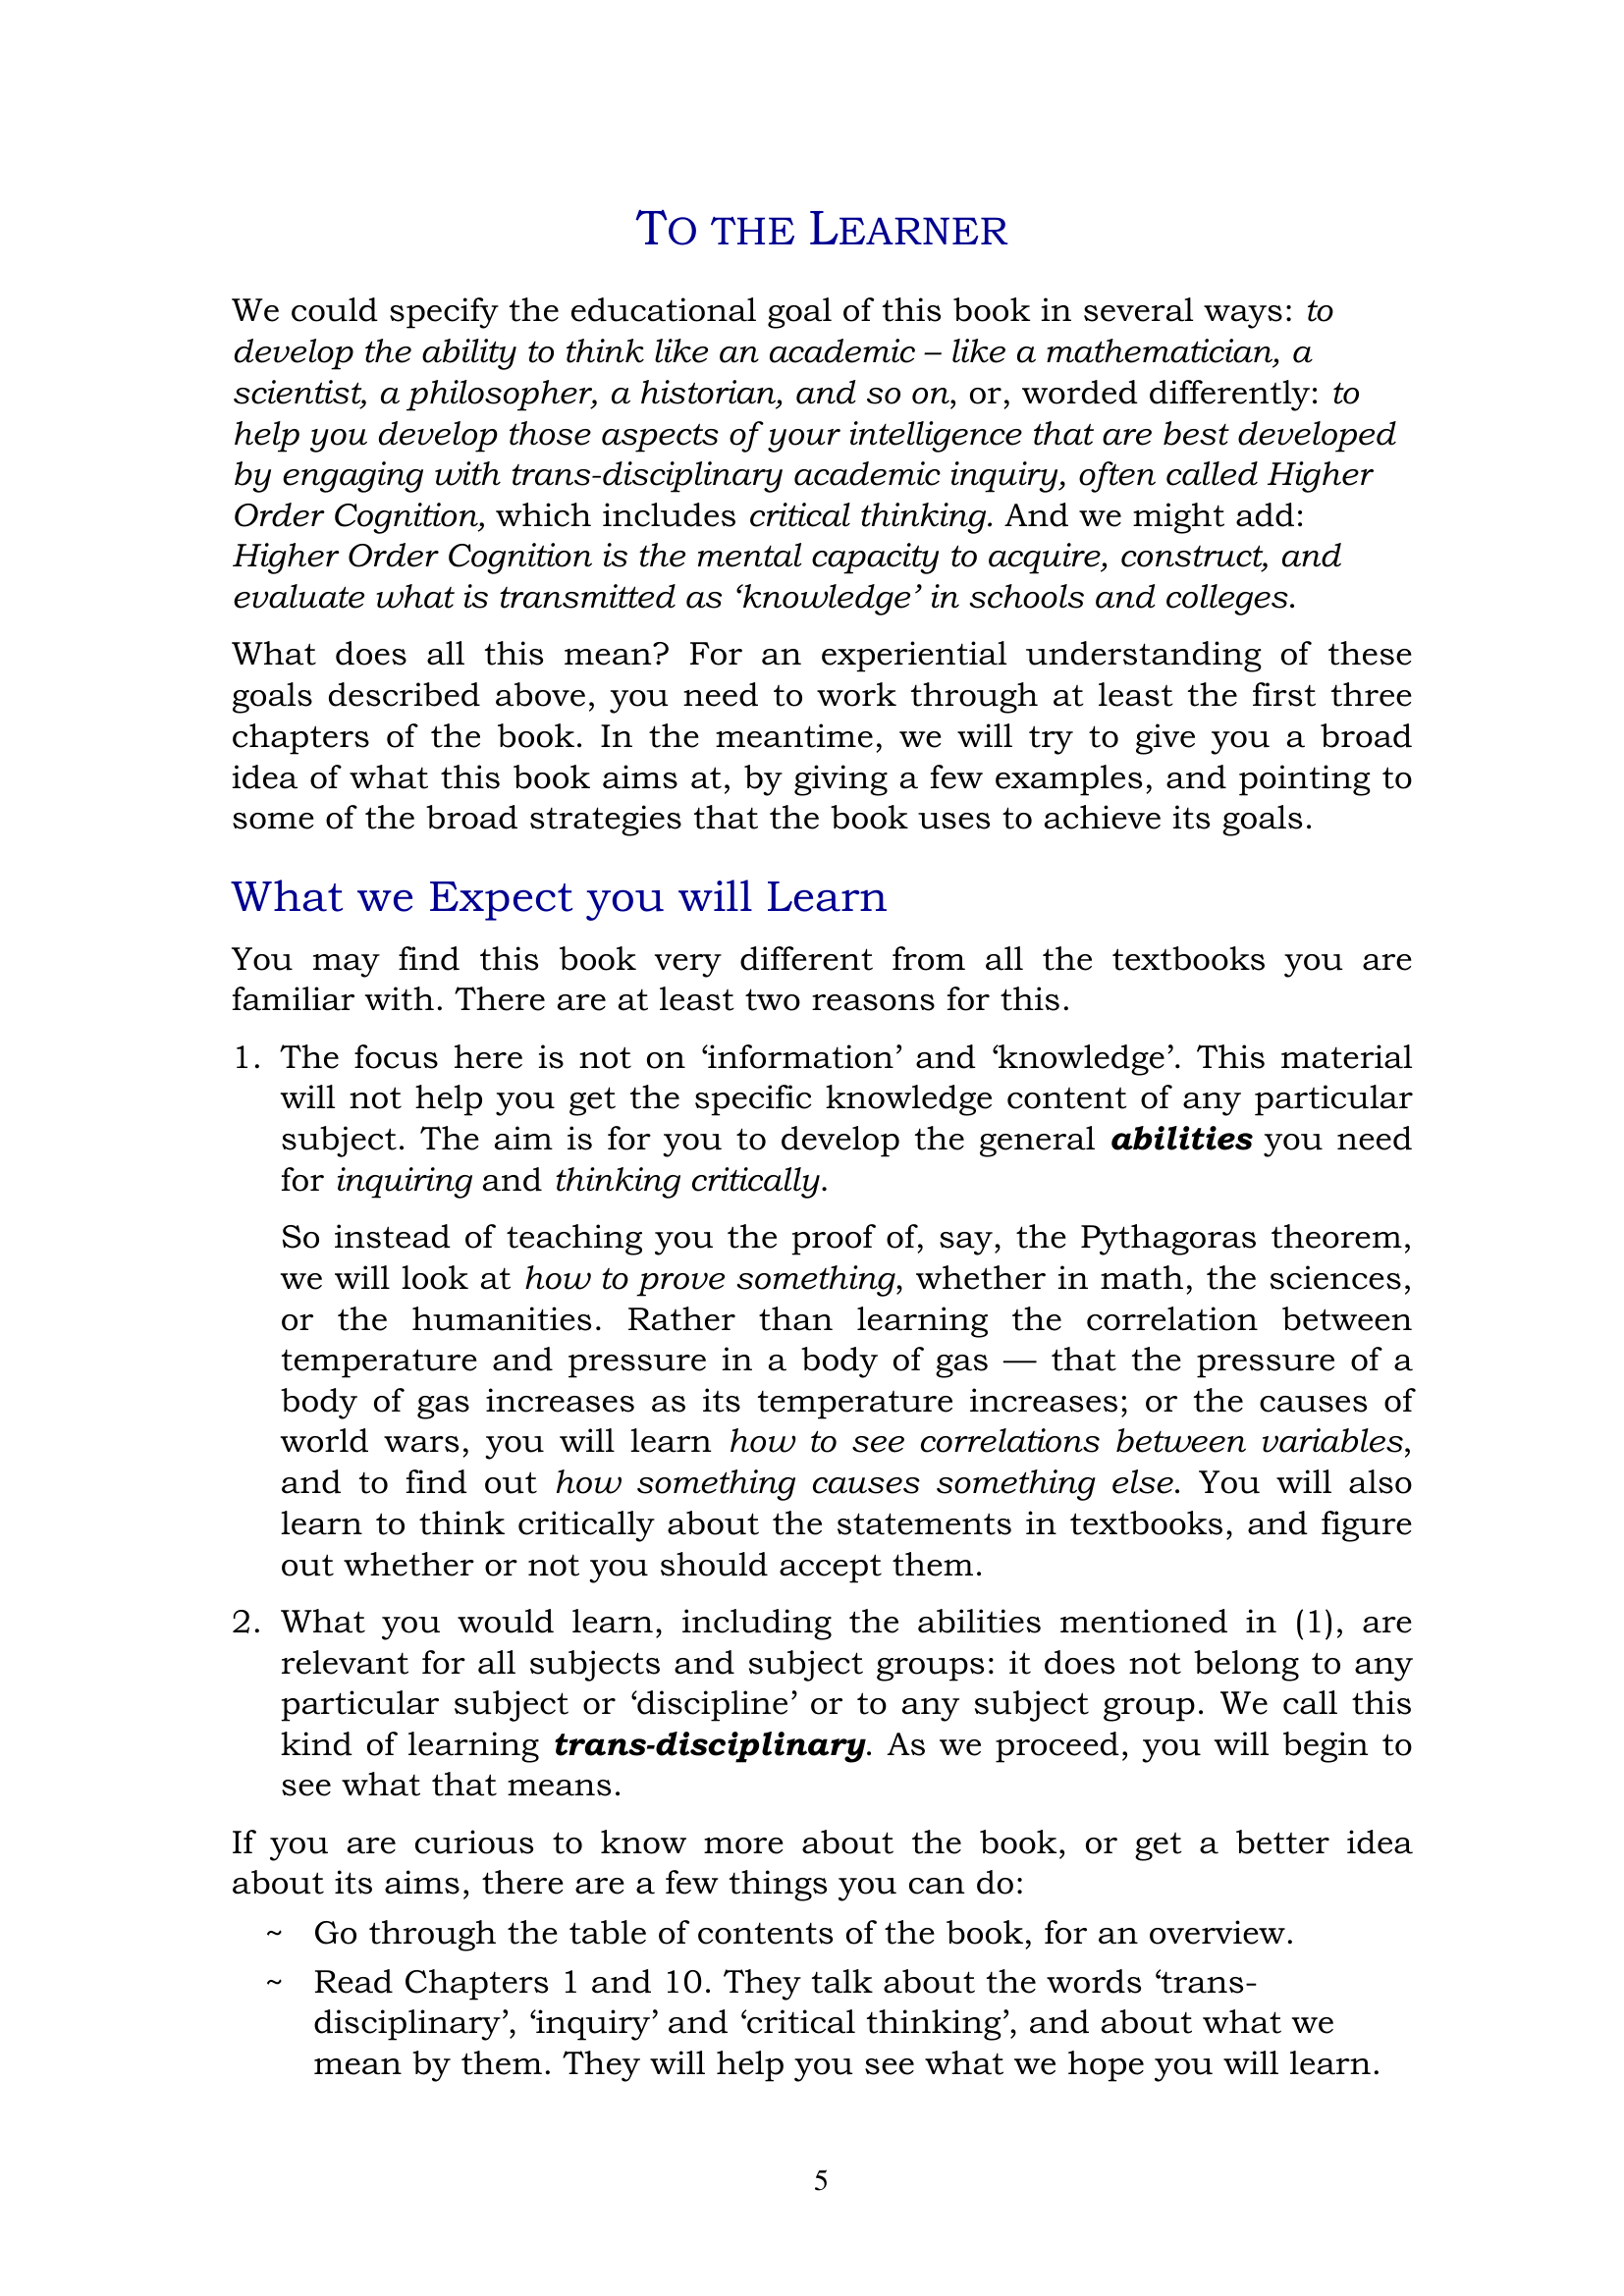 TO THE LEARNER
We could specify the educational goal of this book in several ways: to
develop the ability to think like an academic – like a mathematician, a
scientist, a philosopher, a historian, and so on, or, worded differently: to
help you develop those aspects of your intelligence that are best developed
by engaging with trans-disciplinary academic inquiry, often called Higher
Order Cognition, which includes critical thinking. And we might add:
Higher Order Cognition is the mental capacity to acquire, construct, and
evaluate what is transmitted as ‘knowledge’ in schools and colleges.
What does all this mean? For an experiential understanding of these
goals described above, you need to work through at least the first three
chapters of the book. In the meantime, we will try to give you a broad
idea of what this book aims at, by giving a few examples, and pointing to
some of the broad strategies that the book uses to achieve its goals.
What we Expect you will Learn
You may find this book very different from all the textbooks you are
familiar with. There are at least two reasons for this.
1. The focus here is not on ‘information’ and ‘knowledge’. This material
will not help you get the specific knowledge content of any particular
subject. The aim is for you to develop the general abilities you need
for inquiring and thinking critically.
So instead of teaching you the proof of, say, the Pythagoras theorem,
we will look at how to prove something, whether in math, the sciences,
or the humanities. Rather than learning the correlation between
temperature and pressure in a body of gas — that the pressure of a
body of gas increases as its temperature increases; or the causes of
world wars, you will learn how to see correlations between variables,
and to find out how something causes something else. You will also
learn to think critically about the statements in textbooks, and figure
out whether or not you should accept them.
2. What you would learn, including the abilities mentioned in (1), are
relevant for all subjects and subject groups: it does not belong to any
particular subject or ‘discipline’ or to any subject group. We call this
kind of learning trans-disciplinary. As we proceed, you will begin to
see what that means.
If you are curious to know more about the book, or get a better idea
about its aims, there are a few things you can do:
~ Go through the table of contents of the book, for an overview.
~ Read Chapters 1 and 10. They talk about the words ‘trans-
disciplinary’, ‘inquiry’ and ‘critical thinking’, and about what we
mean by them. They will help you see what we hope you will learn.
5